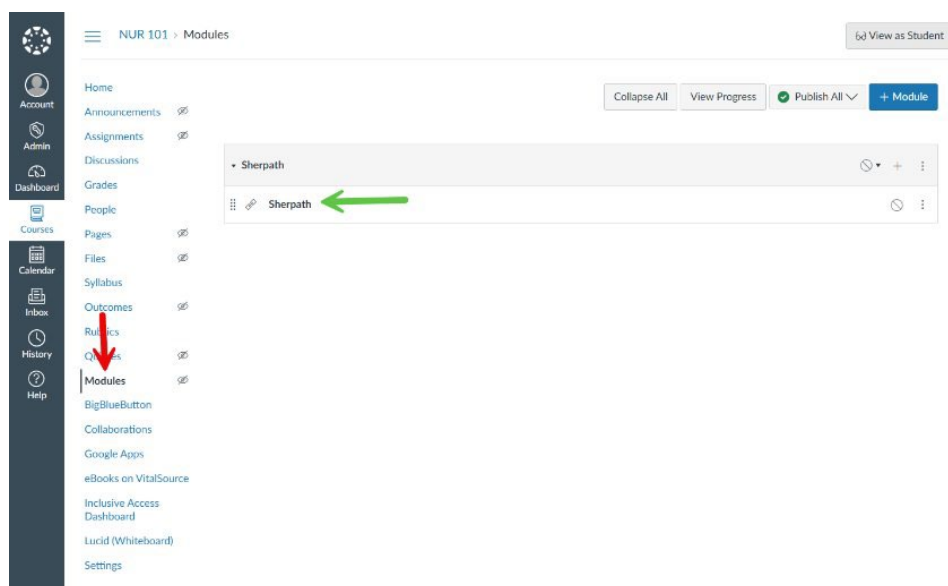 NUR 101 › Modules
View as Student
Account
Admin
Dashboard
Courses
Calendar
Inbox
History
Help
Home
Announcements
Assignments
Discussions
Grades
People
Pages
Files
Syllabus
Outcomes
Rubrics
Quizzes
Modules
BigBlueButton
Collaborations
Google Apps
eBooks on VitalSource
Inclusive Access
Dashboard
Lucid (Whiteboard)
Settings
Collapse All
View Progress
Publish All
+ Module
Sherpath
Sherpath